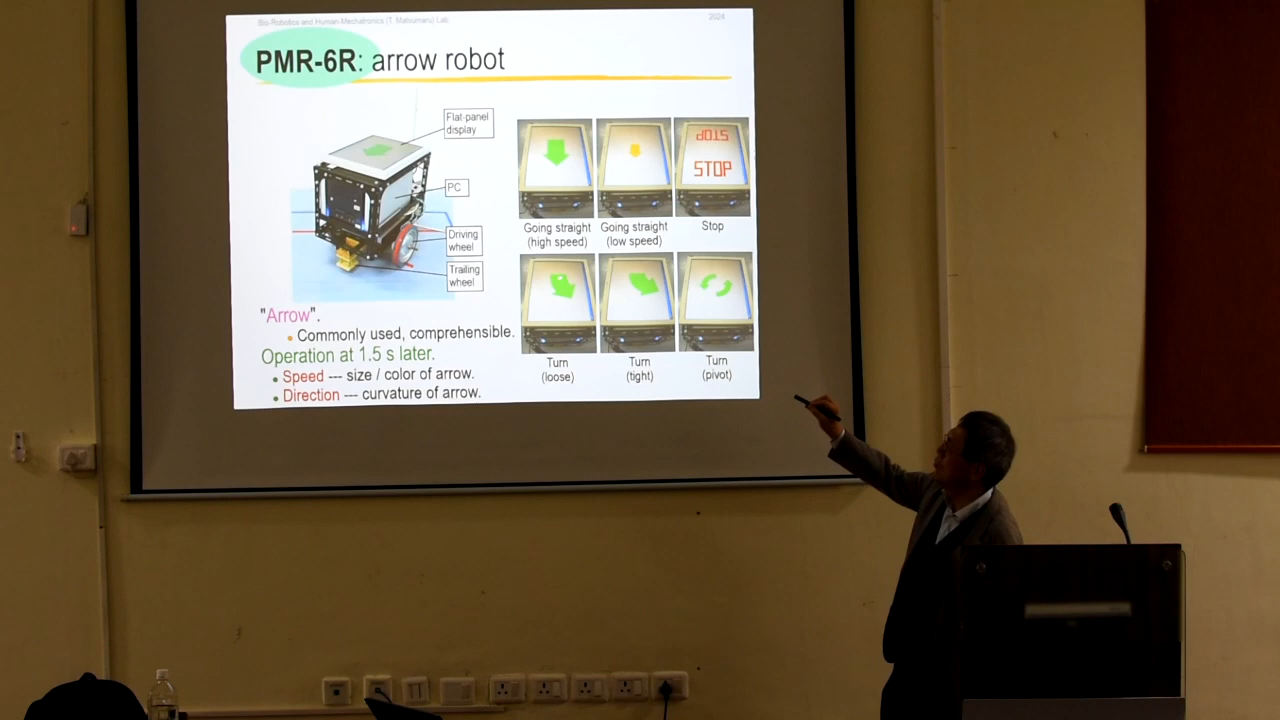 Bio-Robotics and Human-Mechatronics (T. Matsumaru) Lab
2024
PMR-6R: arrow robot
Flat-panel
display
PC
Driving
wheel
Trailing
wheel
STOP
STOP
Going straight
(high speed)
Going straight
(low speed)
Stop
Turn
(loose)
Turn
(tight)
Turn
(pivot)
"Arrow".
• Commonly used, comprehensible.
Operation at 1.5 s later.
• Speed --- size / color of arrow.
• Direction --- curvature of arrow.